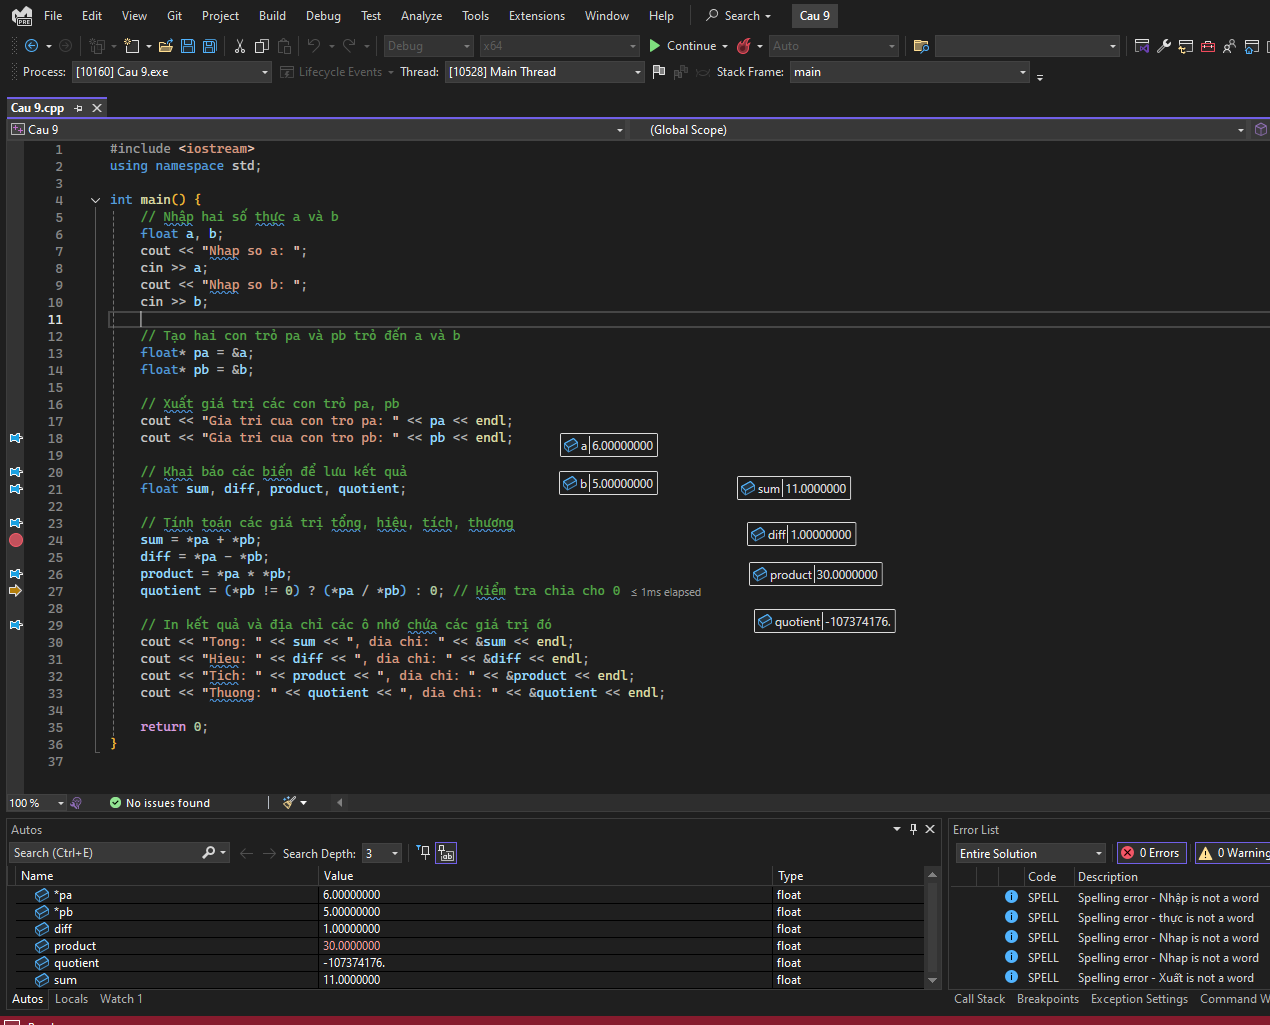 File Edit View Git Project Build Debug Test Analyze Tools Extensions Window Help Search Cau 9
PRE
Debug x64 Continue Auto
Process: [10160] Cau 9.exe Lifecycle Events Thread: [10528] Main Thread Stack Frame: main
Cau 9.cpp
Cau 9 (Global Scope)
1 #include <iostream>
2 using namespace std;
3
4 int main() {
5 // Nhập hai số thực a và b
6 float a, b;
7 cout << "Nhap so a: ";
8 cin >> a;
9 cout << "Nhap so b: ";
10 cin >> b;
11
12 // Tạo hai con trỏ pa và pb trỏ đến a và b
13 float* pa = &a;
14 float* pb = &b;
15
16 // Xuất giá trị các con trỏ pa, pb
17 cout << "Gia tri cua con tro pa: " << pa << endl;
18 cout << "Gia tri cua con tro pb: " << pb << endl;
a 6.00000000
19
20 // Khai báo các biến để lưu kết quả
b 5.00000000
21 float sum, diff, product, quotient;
sum 11.0000000
22
23 // Tính toán các giá trị tổng, hiệu, tích, thương
24 sum = *pa + *pb;
diff 1.00000000
25 diff = *pa - *pb;
26 product = *pa * *pb;
product 30.0000000
27 quotient = (*pb != 0) ? (*pa / *pb) : 0; // Kiểm tra chia cho 0 ≤ 1ms elapsed
28
29 // In kết quả và địa chỉ các ô nhớ chứa các giá trị đó
quotient -107374176.
30 cout << "Tong: " << sum << ", dia chi: " << &sum << endl;
31 cout << "Hieu: " << diff << ", dia chi: " << &diff << endl;
32 cout << "Tich: " << product << ", dia chi: " << &product << endl;
33 cout << "Thuong: " << quotient << ", dia chi: " << &quotient << endl;
34
35 return 0;
36 }
37
100 % No issues found
Autos
Search (Ctrl+E) Search Depth: 3
Name Value Type
*pa 6.00000000 float
*pb 5.00000000 float
diff 1.00000000 float
product 30.0000000 float
quotient -107374176. float
sum 11.0000000 float
Autos Locals Watch 1
Error List
Entire Solution 0 Errors 0 Warning
Code Description
SPELL Spelling error - Nhập is not a word
SPELL Spelling error - thực is not a word
SPELL Spelling error - Nhap is not a word
SPELL Spelling error - Nhap is not a word
SPELL Spelling error - Xuất is not a word
Call Stack Breakpoints Exception Settings Command W